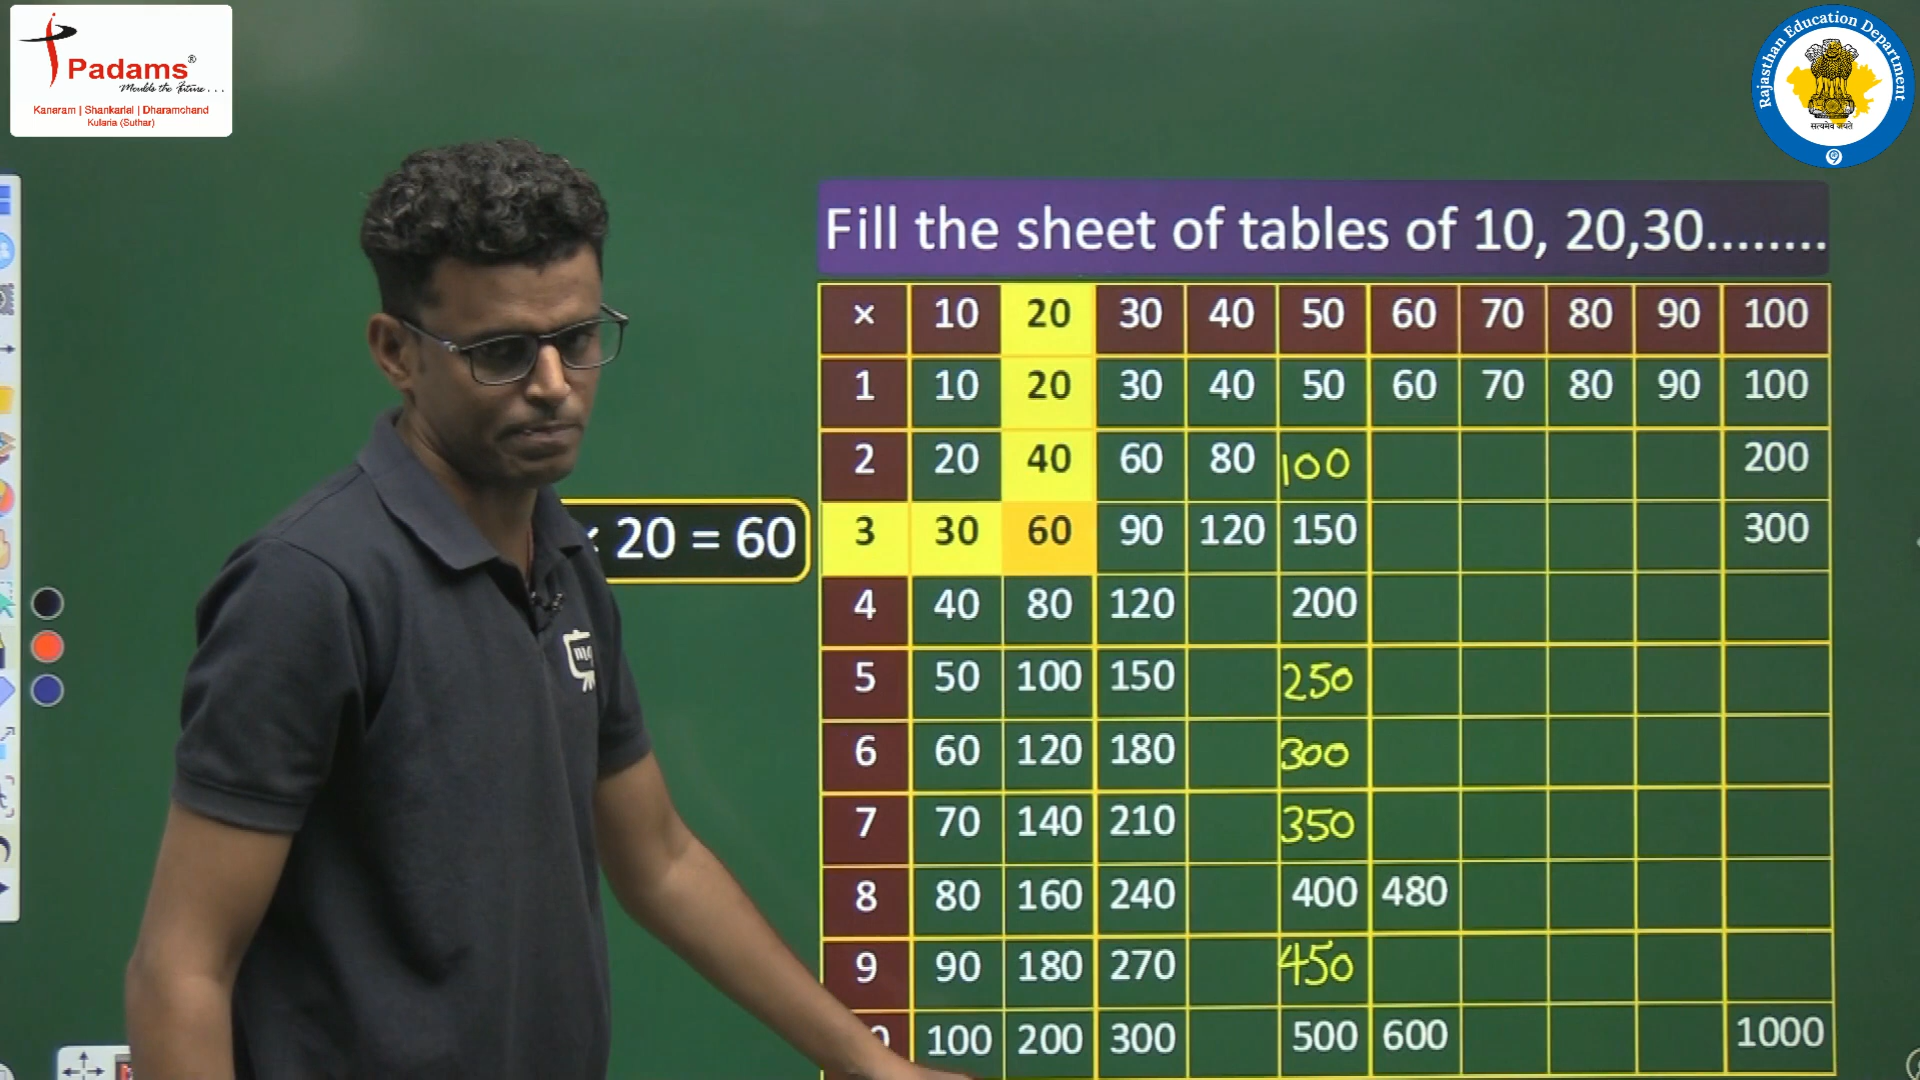 Padams®
Moulds the Future...
Kanaram | Shankarlal | Dharamchand
Kularia (Suthar)
Rajasthan Education Department
सत्यमेव जयते
Fill the sheet of tables of 10, 20,30........
× 10 20 30 40 50 60 70 80 90 100
1 10 20 30 40 50 60 70 80 90 100
2 20 40 60 80 100 200
× 20 = 60
3 30 60 90 120 150 300
4 40 80 120 200
5 50 100 150 250
6 60 120 180 300
7 70 140 210 350
8 80 160 240 400 480
9 90 180 270 450
0 100 200 300 500 600 1000